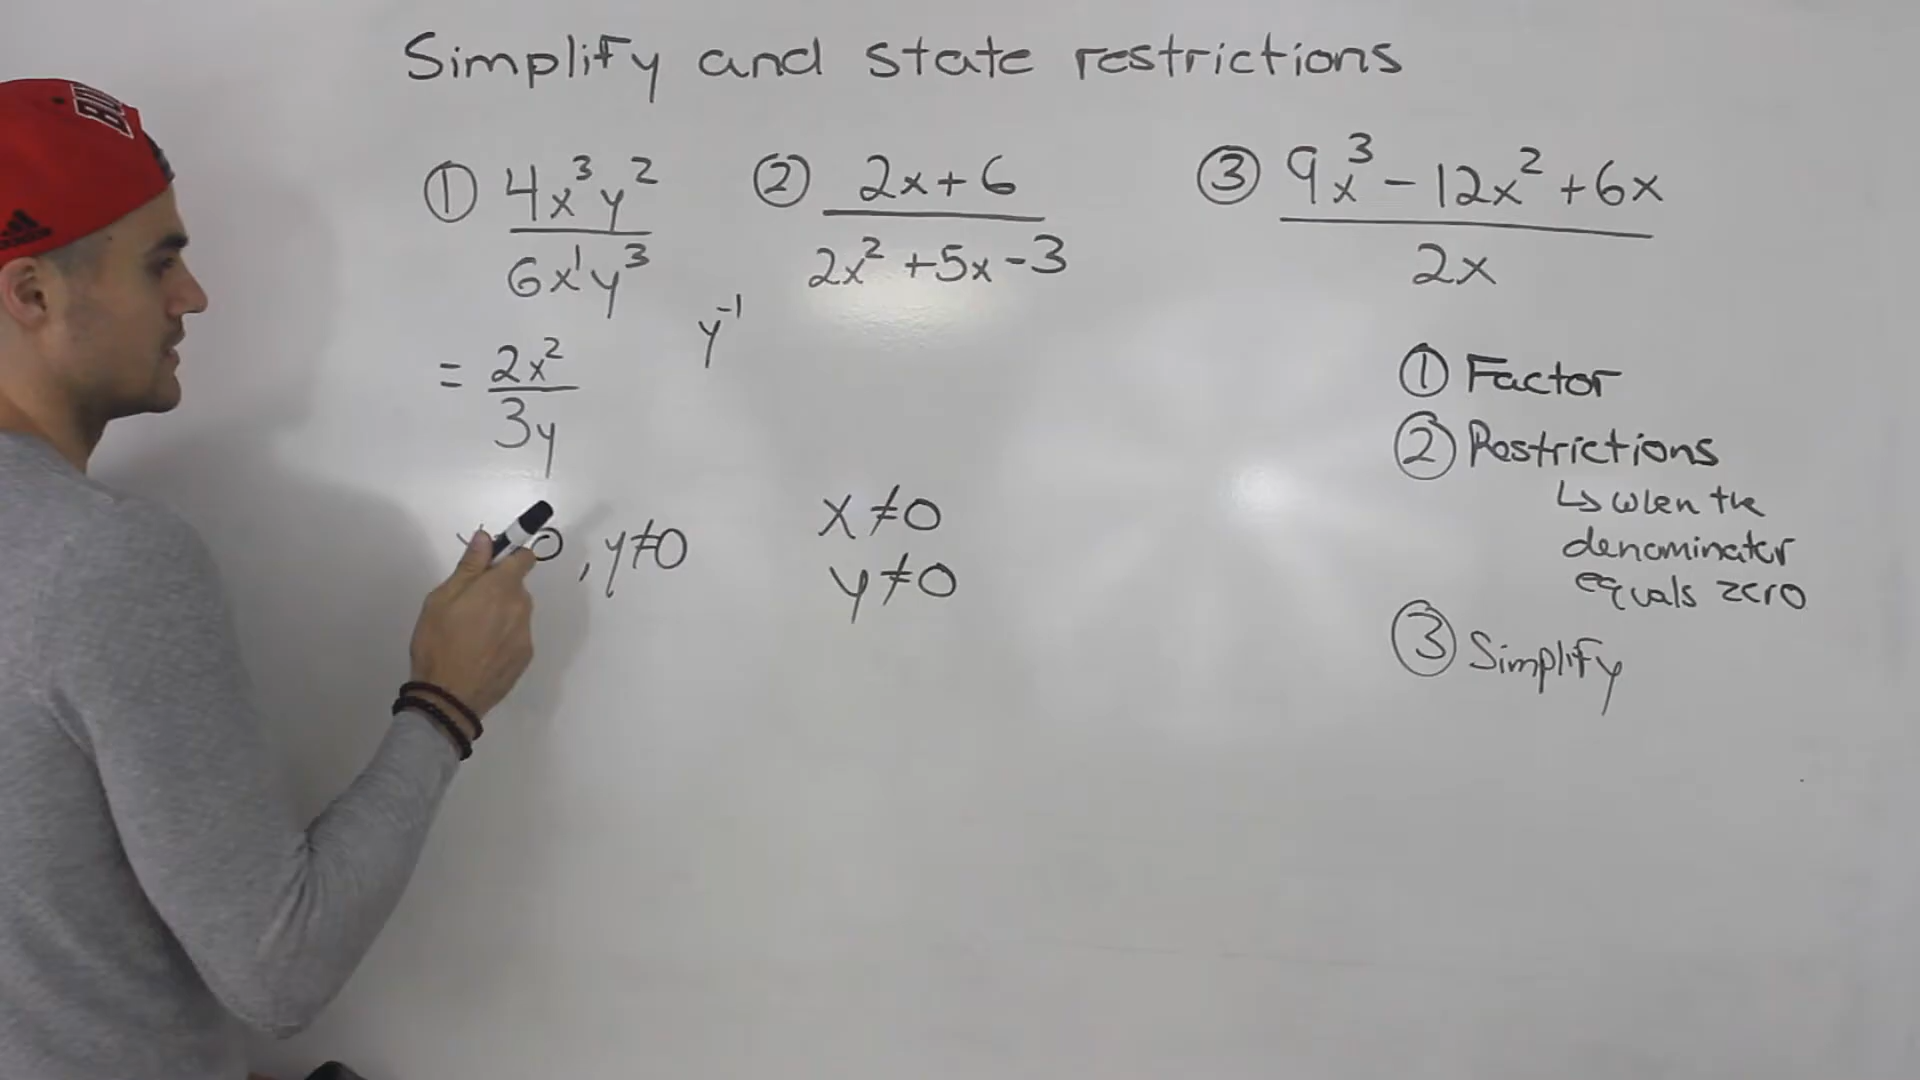 Simplify and state restrictions
① 4x³y² / 6x¹y³
= 2x² / 3y
y⁻¹
0, y≠0
② 2x+6 / 2x²+5x-3
x≠0
y≠0
③ 9x³-12x²+6x / 2x
① Factor
② Restrictions
↳ when the
denominator
equals zero
③ Simplify